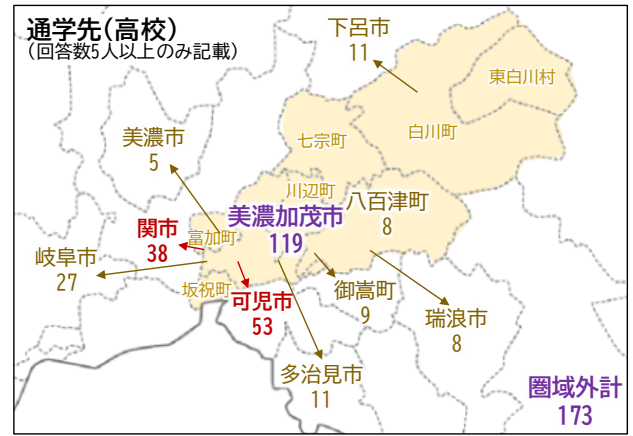 通学先(高校)
(回答数5人以上のみ記載)
下呂市
11
東白川村
白川町
七宗町
美濃市
5
川辺町
八百津町
8
美濃加茂市
119
関市
38
富加町
岐阜市
27
坂祝町
可児市
53
御嵩町
9
瑞浪市
8
多治見市
11
圏域外計
173